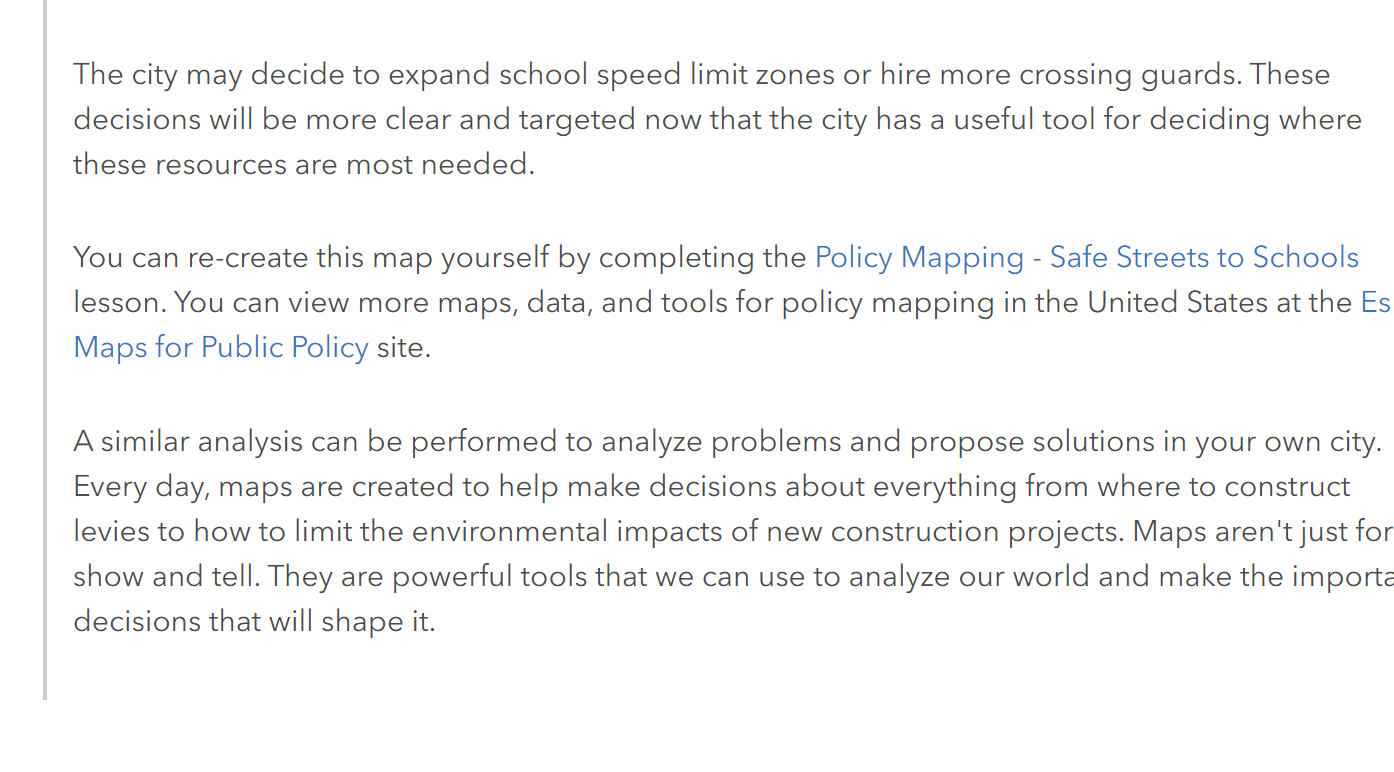 The city may decide to expand school speed limit zones or hire more crossing guards. These
decisions will be more clear and targeted now that the city has a useful tool for deciding where
these resources are most needed.
You can re-create this map yourself by completing the Policy Mapping - Safe Streets to Schools
lesson. You can view more maps, data, and tools for policy mapping in the United States at the Es
Maps for Public Policy site.
A similar analysis can be performed to analyze problems and propose solutions in your own city.
Every day, maps are created to help make decisions about everything from where to construct
levies to how to limit the environmental impacts of new construction projects. Maps aren't just for
show and tell. They are powerful tools that we can use to analyze our world and make the importa
decisions that will shape it.